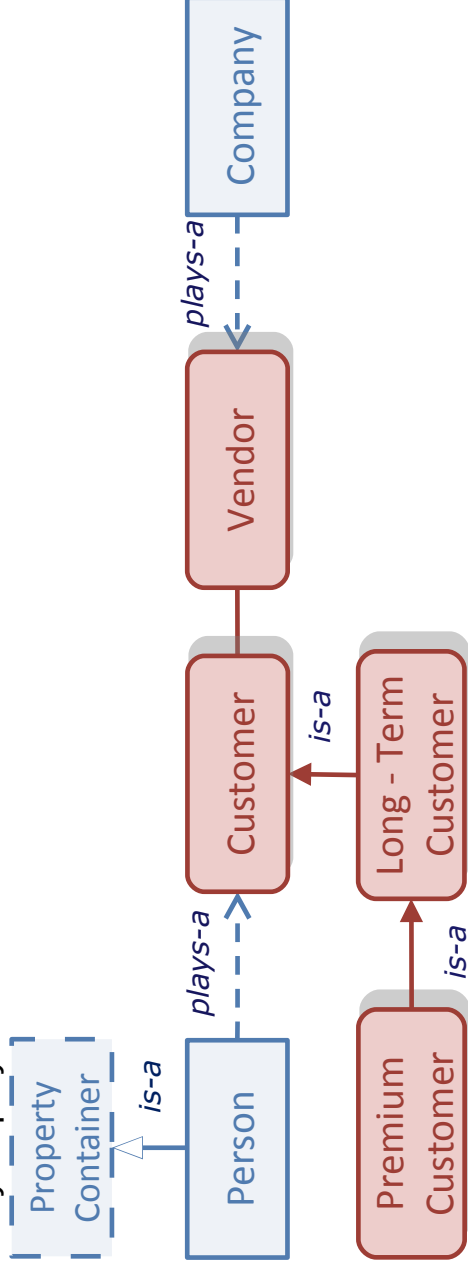 Property
Container
is-a
Person
plays-a
Customer
Vendor
plays-a
Company
is-a
Premium
Customer
is-a
Long - Term
Customer